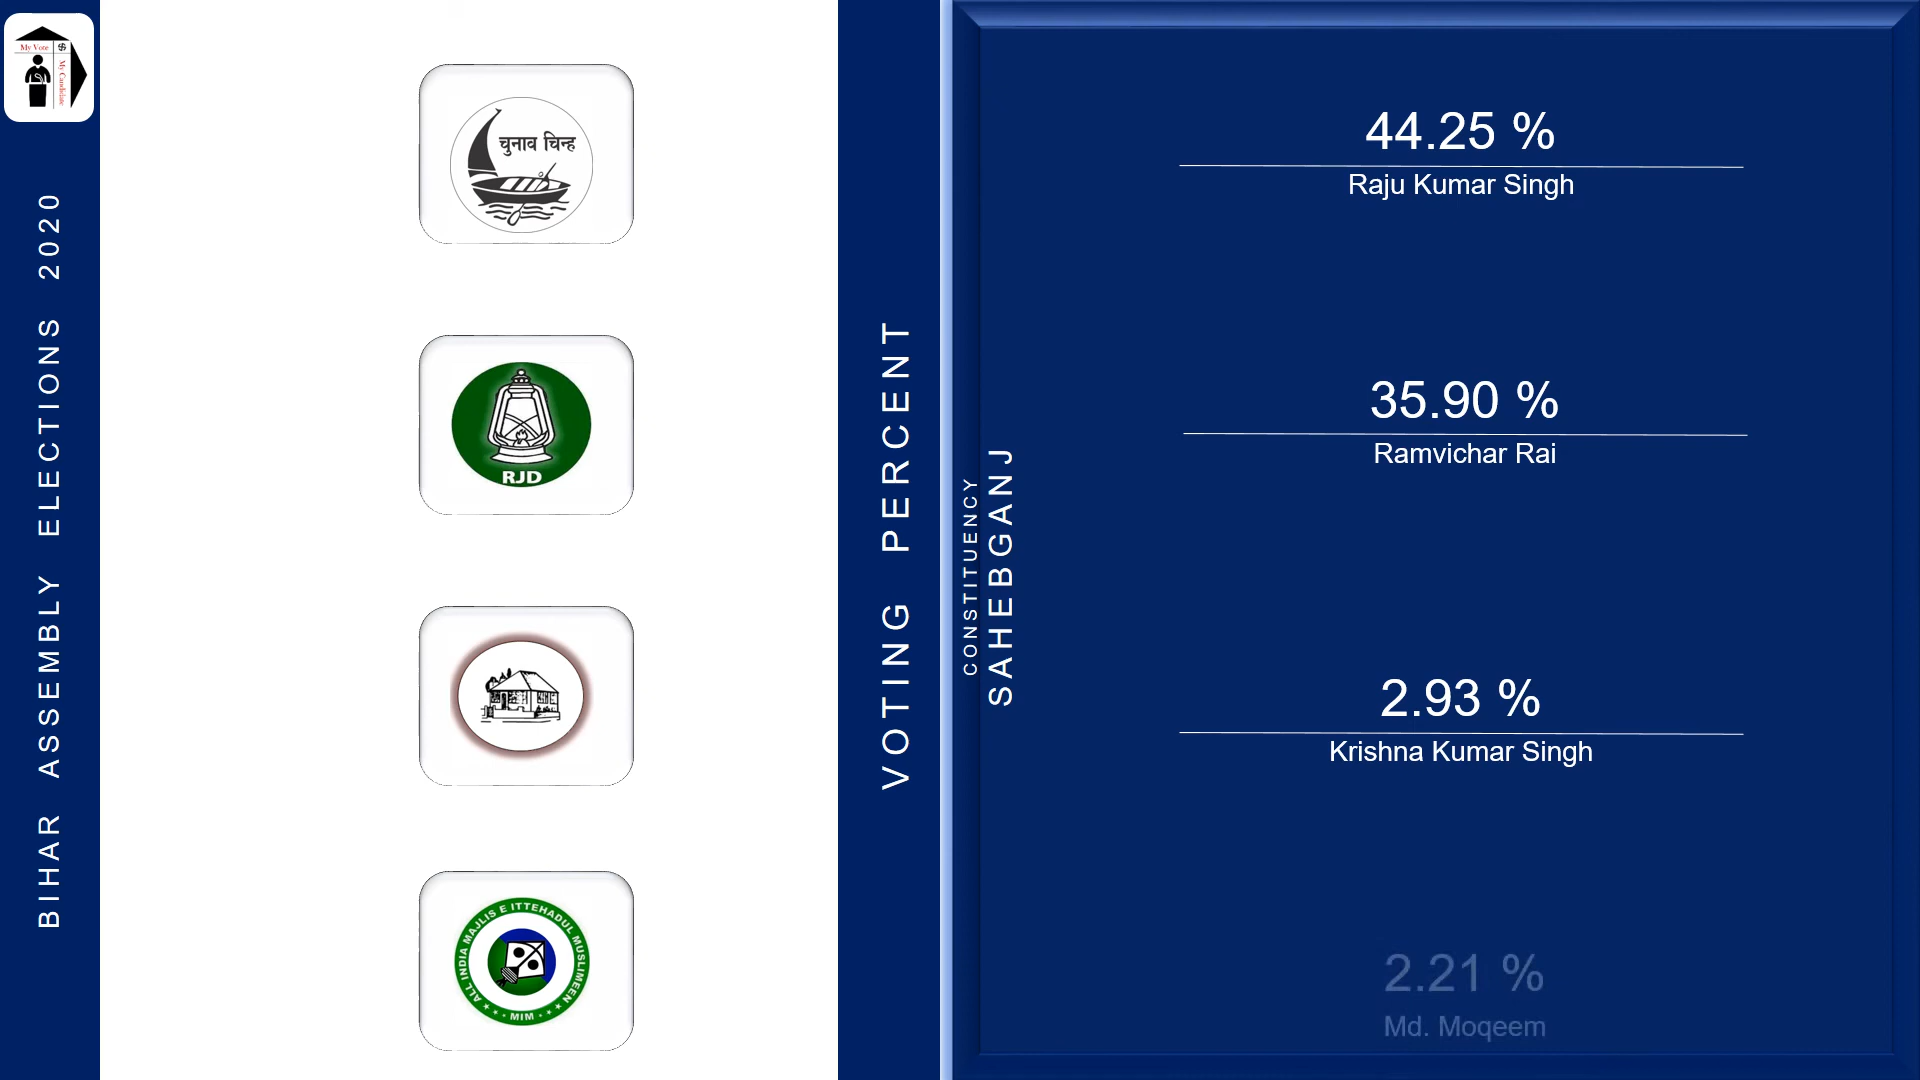 My Vote
My Candidate
BIHAR ASSEMBLY ELECTIONS 2020
चुनाव चिन्ह
RJD
ALL INDIA MAJLIS E ITTEHADUL MUSLIMEEN
MIM
VOTING PERCENT
CONSTITUENCY
SAHEBGANJ
44.25 %
Raju Kumar Singh
35.90 %
Ramvichar Rai
2.93 %
Krishna Kumar Singh
2.21 %
Md. Moqeem